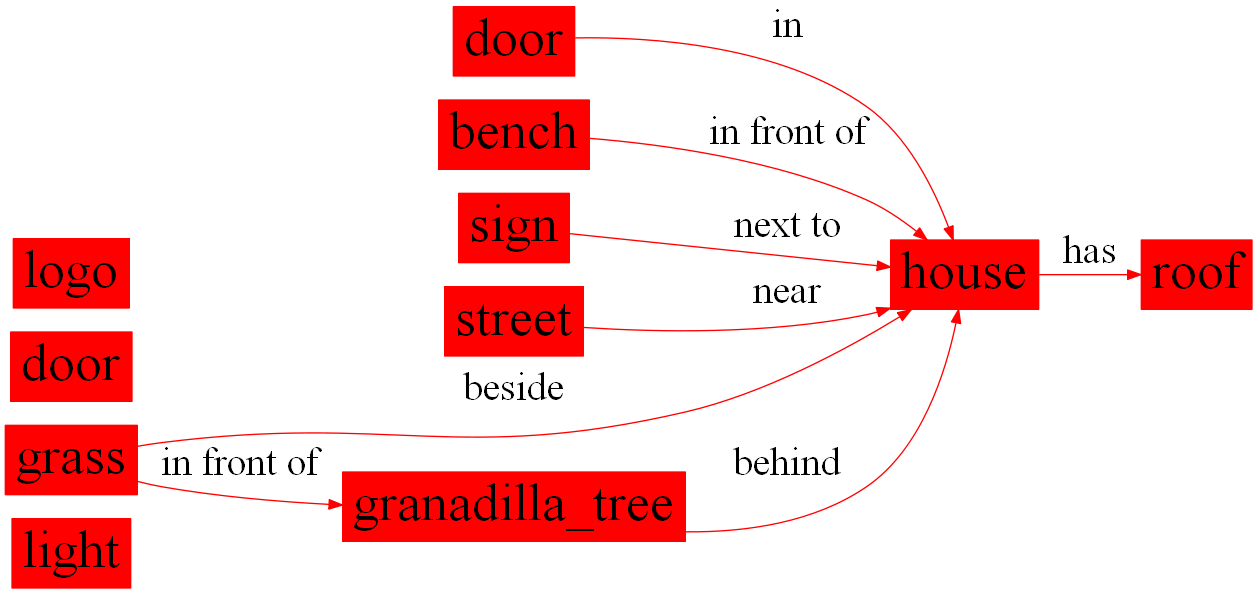 door
in
bench
in front of
sign
next to
street
near
house
has
roof
logo
door
grass
beside
in front of
granadilla_tree
behind
light